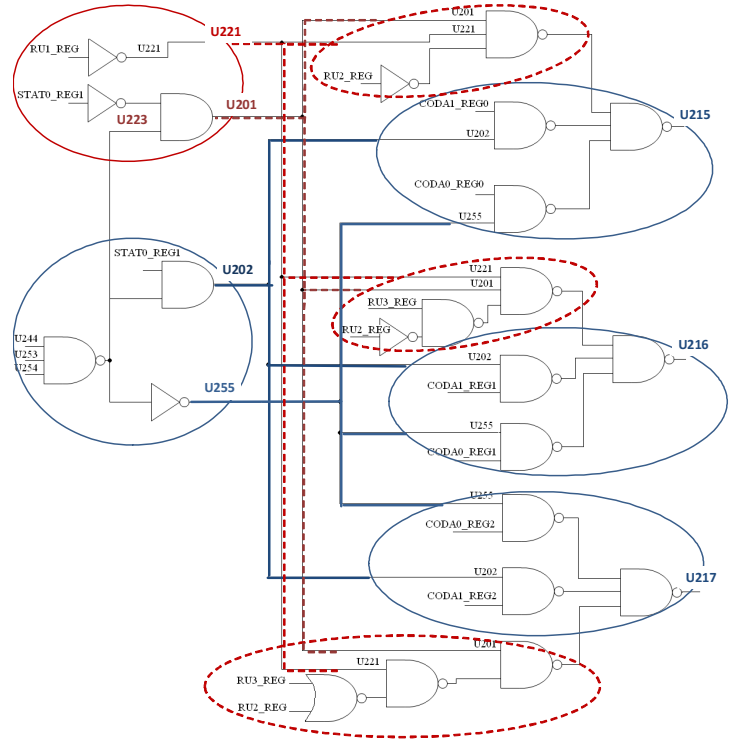 U201
U221
U221
RU1_REG
U221
RU2_REG
STAT0_REG1
U201
U223
CODA1_REG0
U215
U202
CODA0_REG0
U255
STAT0_REG1
U202
U221
U201
RU3_REG
RU2_REG
U244
U253
U254
U202
U216
CODA1_REG1
U255
U255
CODA0_REG1
U255
CODA0_REG2
U202
U217
CODA1_REG2
U201
U221
RU3_REG
RU2_REG